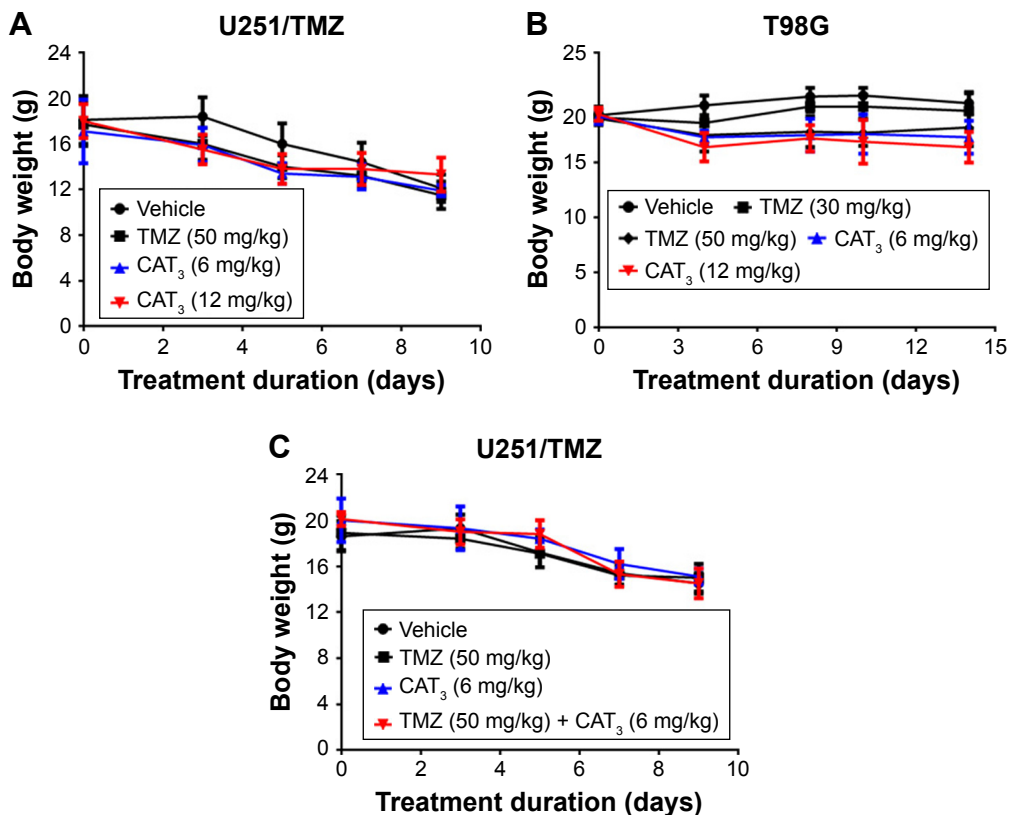 A
U251/TMZ
Body weight (g)
24
20
16
12
8
4
0
Vehicle
TMZ (50 mg/kg)
CAT₃ (6 mg/kg)
CAT₃ (12 mg/kg)
0 2 4 6 8 10
Treatment duration (days)
B
T98G
Body weight (g)
25
20
15
10
5
0
Vehicle TMZ (30 mg/kg)
TMZ (50 mg/kg) CAT₃ (6 mg/kg)
CAT₃ (12 mg/kg)
0 3 6 9 12 15
Treatment duration (days)
C
U251/TMZ
Body weight (g)
24
20
16
12
8
4
0
Vehicle
TMZ (50 mg/kg)
CAT₃ (6 mg/kg)
TMZ (50 mg/kg) + CAT₃ (6 mg/kg)
0 2 4 6 8 10
Treatment duration (days)